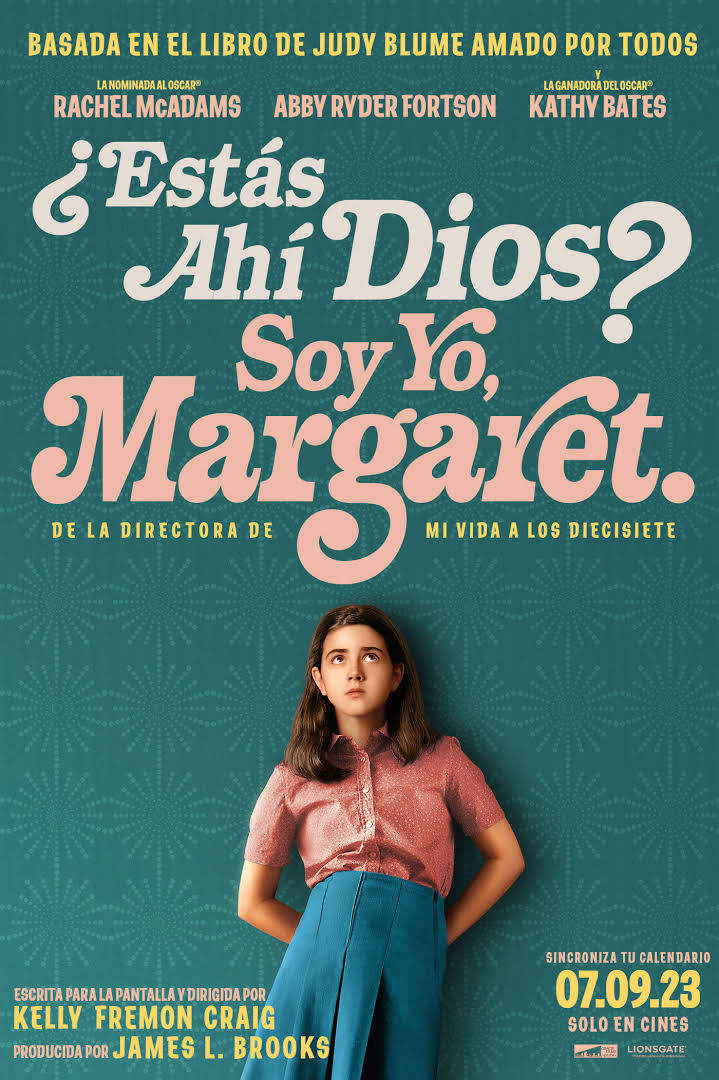 BASADA EN EL LIBRO DE JUDY BLUME AMADO POR TODOS
LA NOMINADA AL OSCAR®
RACHEL McADAMS
ABBY RYDER FORTSON
Y
LA GANADORA DEL OSCAR®
KATHY BATES
¿Estás
Ahí Dios?
Soy Yo,
Margaret.
DE LA DIRECTORA DE MI VIDA A LOS DIECISIETE
ESCRITA PARA LA PANTALLA Y DIRIGIDA POR
KELLY FREMON CRAIG
PRODUCIDA POR JAMES L. BROOKS
SINCRONIZA TU CALENDARIO
07.09.23
SOLO EN CINES
LIONSGATE